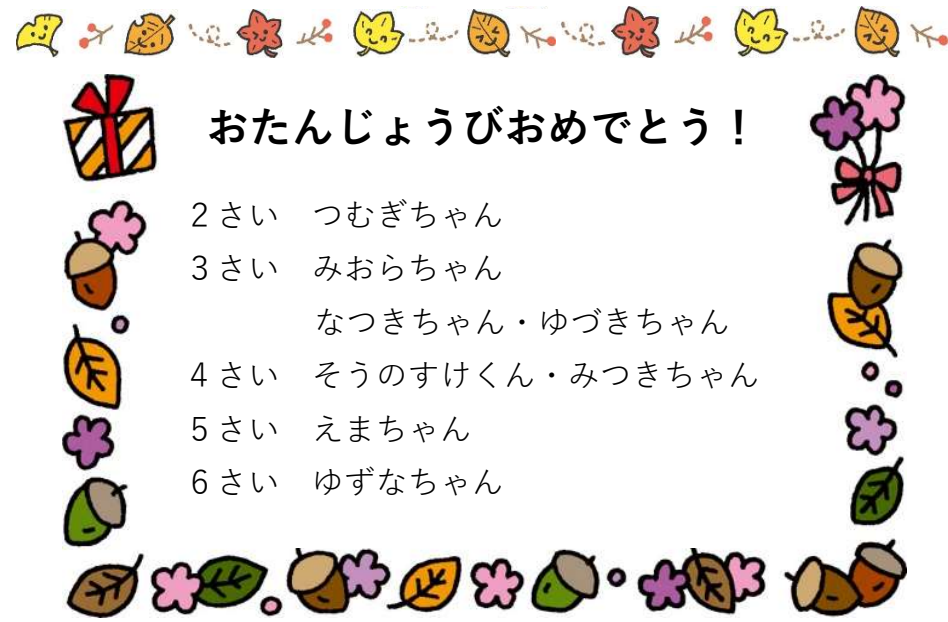 おたんじょうびおめでとう！
2さい　つむぎちゃん
3さい　みおらちゃん
なつきちゃん・ゆづきちゃん
4さい　そうのすけくん・みつきちゃん
5さい　えまちゃん
6さい　ゆずなちゃん